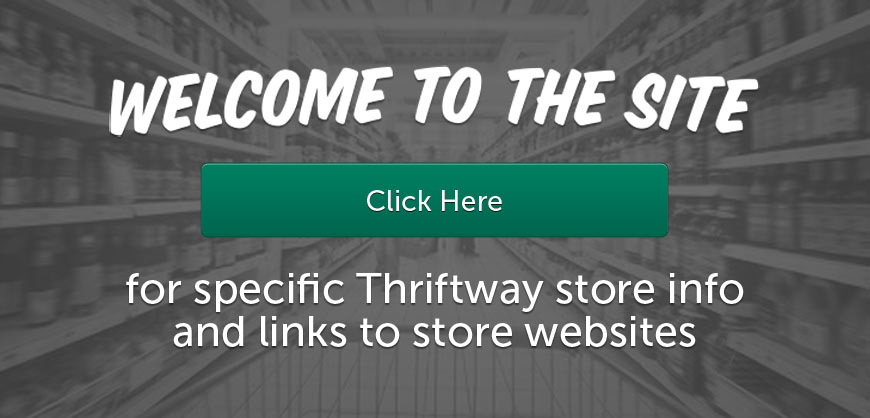 WELCOME TO THE SITE
Click Here
for specific Thriftway store info
and links to store websites